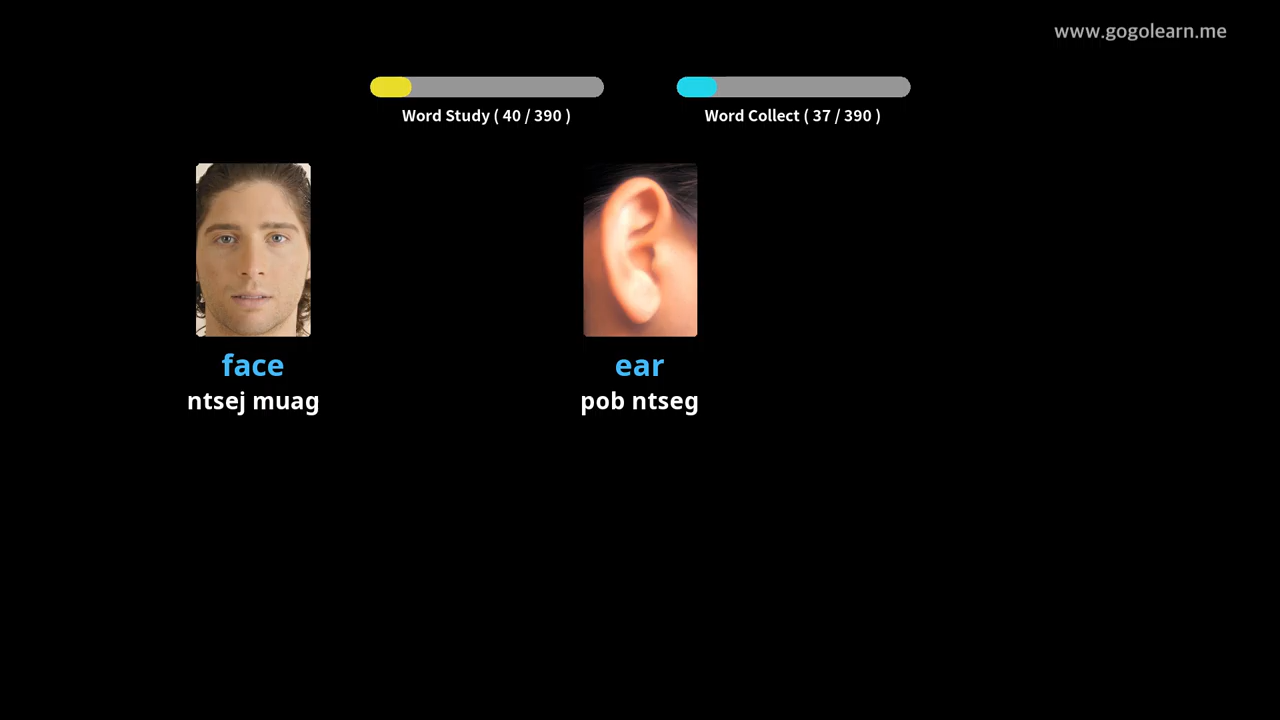 www.gogolearn.me
Word Study ( 40 / 390 )
Word Collect ( 37 / 390 )
face
ntsej muag
ear
pob ntseg